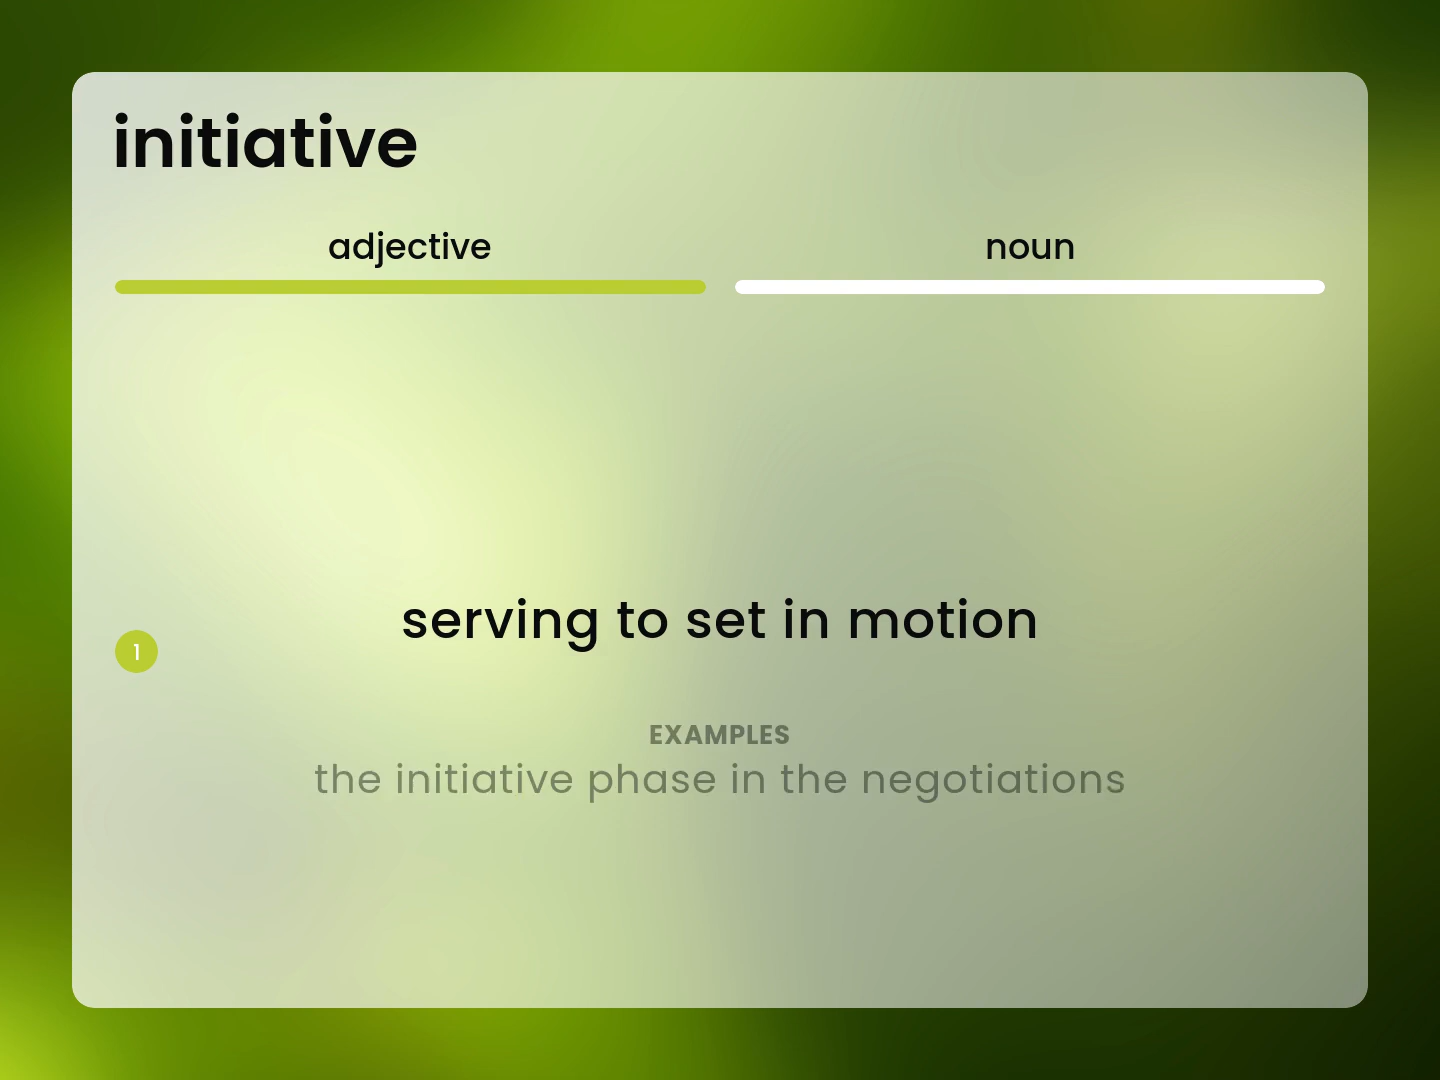 initiative
adjective
noun
serving to set in motion
1
EXAMPLES
the initiative phase in the negotiations